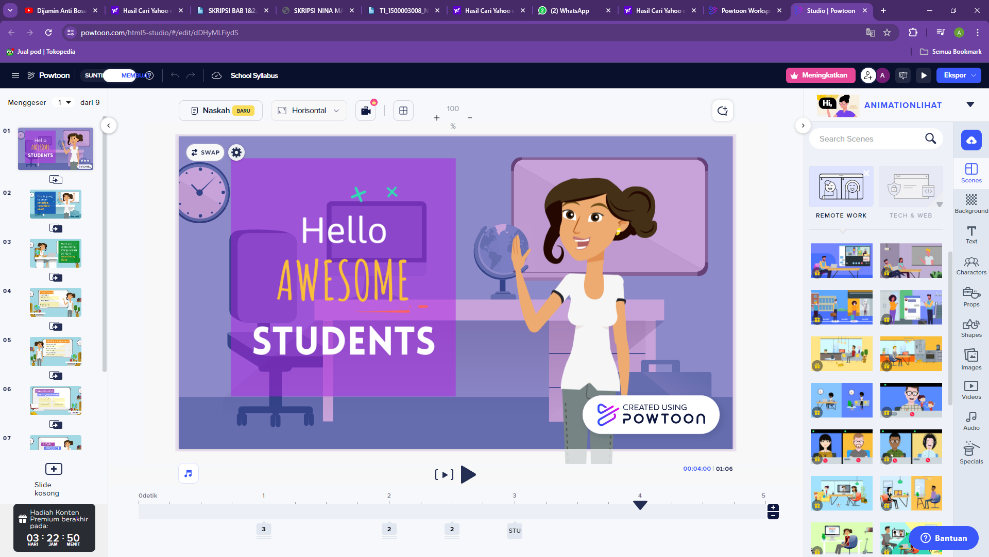 Dijamin Anti Bos
Hasil Cari Yahoo
SKRIPSI BAB 1&2
SKRIPSI NINA MA
T1_1500003008_N
Hasil Cari Yahoo
(2) WhatsApp
Hasil Cari Yahoo
Powtoon Worksp
Studio | Powtoon
powtoon.com/html5-studio/#/edit/dDHyMLFIydS
Jual pod | Tokopedia
Semua Bookmark
Powtoon
School Syllabus
Meningkatkan
A
Ekspor
Menggeser 1 dari 9
Naskah BARU
Horisontal
100
%
ANIMATIONLIHAT
Hi,
Search Scenes
REMOTE WORK
TECH & WEB
Scenes
Background
Text
Characters
Props
Shapes
Images
Videos
Audio
Specials
01
02
03
04
05
06
07
SWAP
Hello
AWESOME
STUDENTS
CREATED USING
POWTOON
Slide
kosong
Hadiah Konten
Premium berakhir
pada:
03 : 22 : 50
HARI JAM MENIT
00:04:00 | 01:06
0detik 1 2 3 4 5
3 2 2 STU
Bantuan